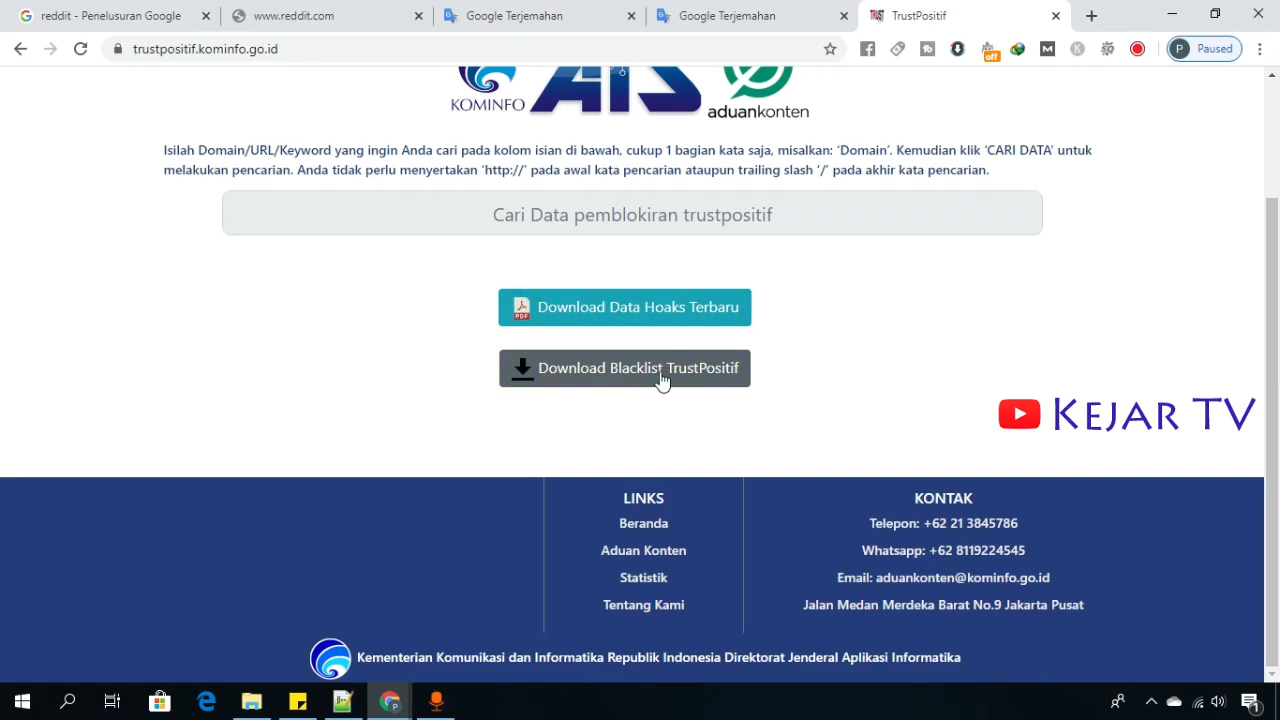 reddit - Penelusuran Google
www.reddit.com
Google Terjemahan
Google Terjemahan
TrustPositif
trustpositif.kominfo.go.id
off
P Paused
KOMINFO
AIS
aduankonten
Isilah Domain/URL/Keyword yang ingin Anda cari pada kolom isian di bawah, cukup 1 bagian kata saja, misalkan: ‘Domain’. Kemudian klik ‘CARI DATA’ untuk
melakukan pencarian. Anda tidak perlu menyertakan ‘http://’ pada awal kata pencarian ataupun trailing slash ‘/’ pada akhir kata pencarian.
Cari Data pemblokiran trustpositif
PDF Download Data Hoaks Terbaru
Download Blacklist TrustPositif
KEJAR TV
LINKS
Beranda
Aduan Konten
Statistik
Tentang Kami
KONTAK
Telepon: +62 21 3845786
Whatsapp: +62 8119224545
Email: aduankonten@kominfo.go.id
Jalan Medan Merdeka Barat No.9 Jakarta Pusat
Kementerian Komunikasi dan Informatika Republik Indonesia Direktorat Jenderal Aplikasi Informatika